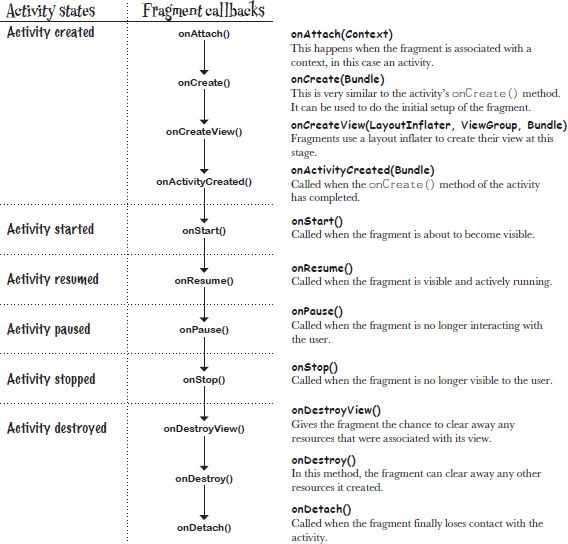 Activity states Fragment callbacks
Activity created
onAttach()
onAttach(Context)
This happens when the fragment is associated with a
context, in this case an activity.
onCreate()
onCreate(Bundle)
This is very similar to the activity's onCreate() method.
It can be used to do the initial setup of the fragment.
onCreateView()
onCreateView(LayoutInflater, ViewGroup, Bundle)
Fragments use a layout inflater to create their view at this
stage.
onActivityCreated()
onActivityCreated(Bundle)
Called when the onCreate() method of the activity
has completed.
Activity started
onStart()
onStart()
Called when the fragment is about to become visible.
Activity resumed
onResume()
onResume()
Called when the fragment is visible and actively running.
Activity paused
onPause()
onPause()
Called when the fragment is no longer interacting with
the user.
Activity stopped
onStop()
onStop()
Called when the fragment is no longer visible to the user.
Activity destroyed
onDestroyView()
onDestroyView()
Gives the fragment the chance to clear away any
resources that were associated with its view.
onDestroy()
onDestroy()
In this method, the fragment can clear away any other
resources it created.
onDetach()
onDetach()
Called when the fragment finally loses contact with the
activity.